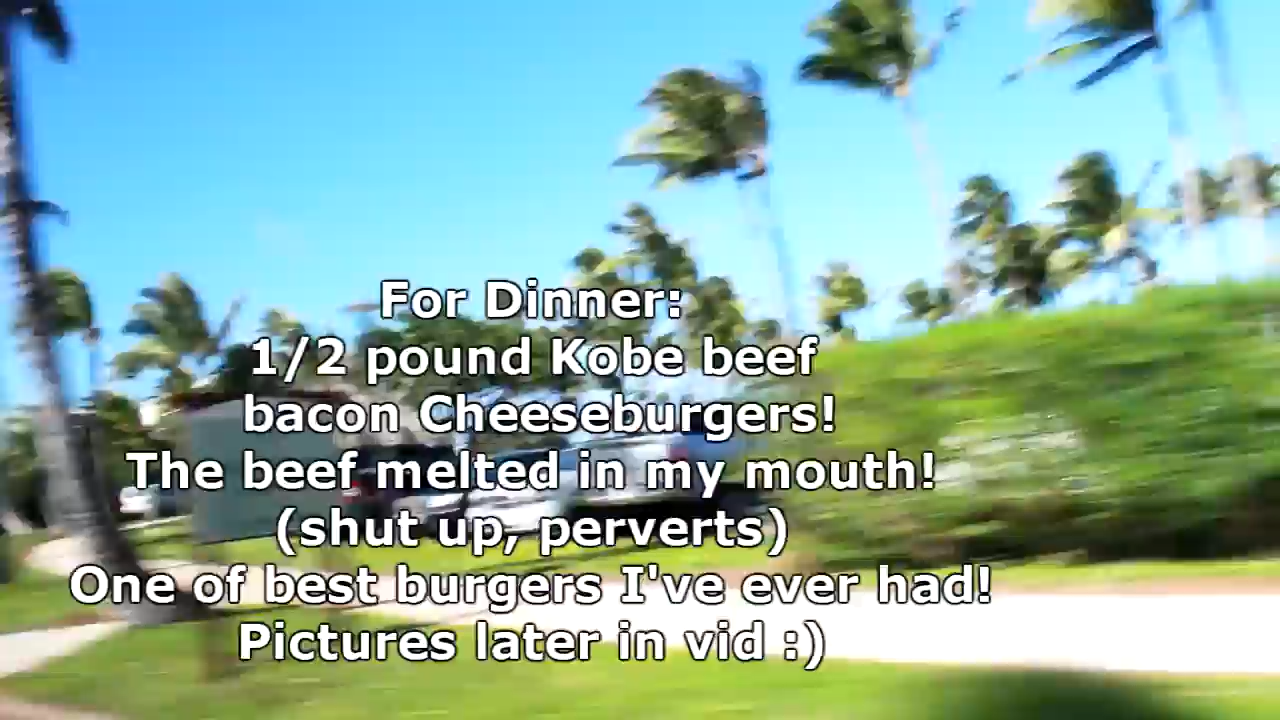 For Dinner:
1/2 pound Kobe beef
bacon Cheeseburgers!
The beef melted in my mouth!
(shut up, perverts)
One of best burgers I've ever had!
Pictures later in vid :)